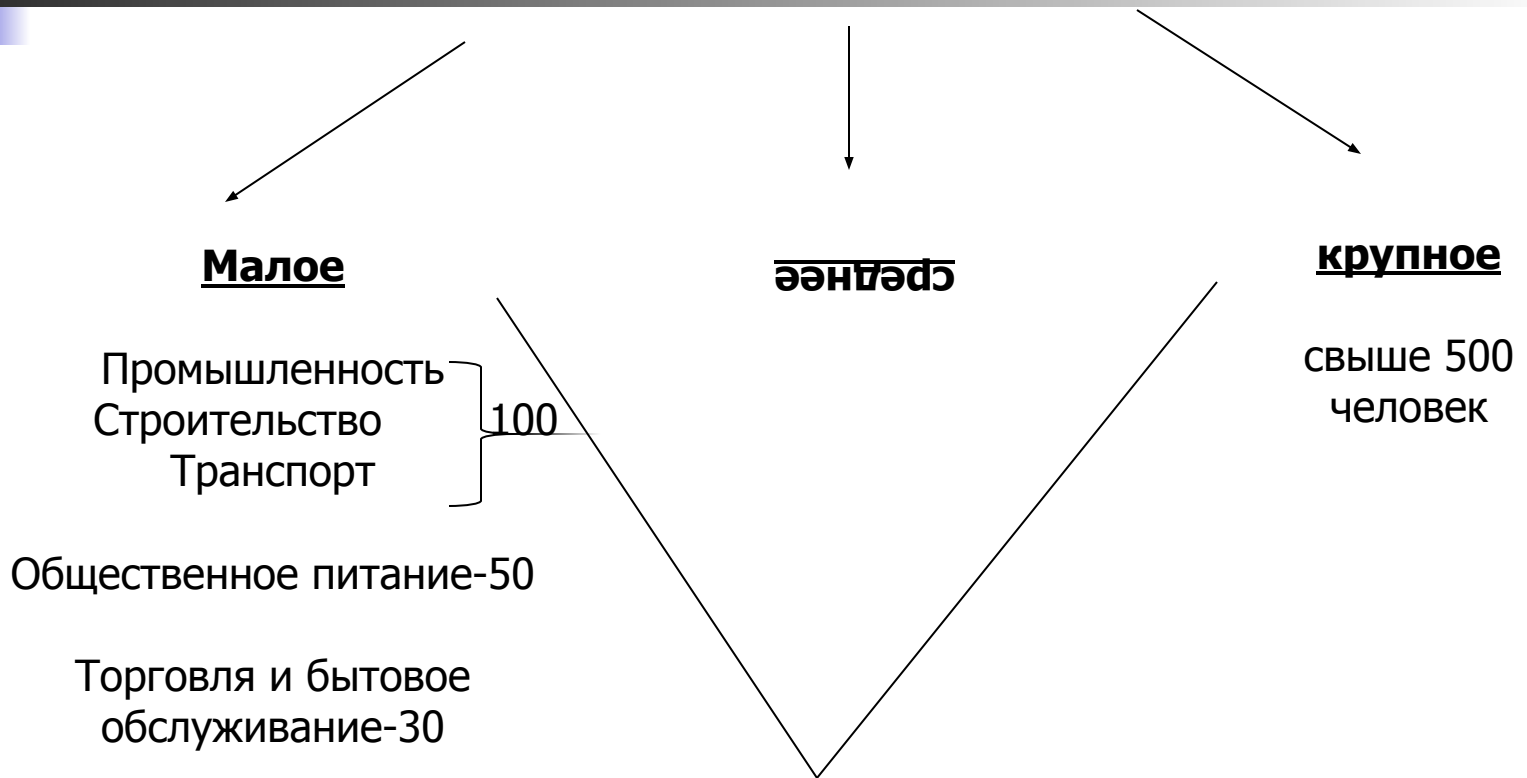 Малое
Промышленность
Строительство
Транспорт
100
Общественное питание-50
Торговля и бытовое
обслуживание-30
среднее
крупное
свыше 500
человек